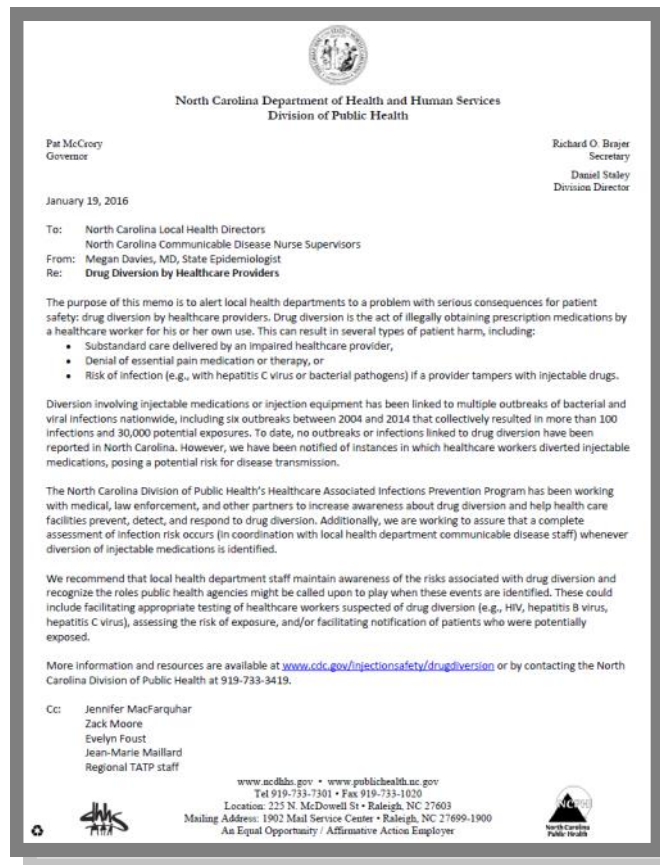 North Carolina Department of Health and Human Services
Division of Public Health
Pat McCrory
Governor
Richard O. Brajer
Secretary
Daniel Staley
Division Director
January 19, 2016
To: North Carolina Local Health Directors
North Carolina Communicable Disease Nurse Supervisors
From: Megan Davies, MD, State Epidemiologist
Re: Drug Diversion by Healthcare Providers
The purpose of this memo is to alert local health departments to a problem with serious consequences for patient
safety: drug diversion by healthcare providers. Drug diversion is the act of illegally obtaining prescription medications by
a healthcare worker for his or her own use. This can result in several types of patient harm, including:
• Substandard care delivered by an impaired healthcare provider,
• Denial of essential pain medication or therapy, or
• Risk of infection (e.g., with hepatitis C virus or bacterial pathogens) if a provider tampers with injectable drugs.
Diversion involving injectable medications or injection equipment has been linked to multiple outbreaks of bacterial and
viral infections nationwide, including six outbreaks between 2004 and 2014 that collectively resulted in more than 100
infections and 30,000 potential exposures. To date, no outbreaks or infections linked to drug diversion have been
reported in North Carolina. However, we have been notified of instances in which healthcare workers diverted injectable
medications, posing a potential risk for disease transmission.
The North Carolina Division of Public Health's Healthcare Associated Infections Prevention Program has been working
with medical, law enforcement, and other partners to increase awareness about drug diversion and help health care
facilities prevent, detect, and respond to drug diversion. Additionally, we are working to assure that a complete
assessment of infection risk occurs (in coordination with local health department communicable disease staff) whenever
diversion of injectable medications is identified.
We recommend that local health department staff maintain awareness of the risks associated with drug diversion and
recognize the roles public health agencies might be called upon to play when these events are identified. These could
include facilitating appropriate testing of healthcare workers suspected of drug diversion (e.g., HIV, hepatitis B virus,
hepatitis C virus), assessing the risk of exposure, and/or facilitating notification of patients who were potentially
exposed.
More information and resources are available at www.cdc.gov/injectionsafety/drugdiversion or by contacting the North
Carolina Division of Public Health at 919-733-3419.
Cc: Jennifer MacFarquhar
Zack Moore
Evelyn Foust
Jean-Marie Maillard
Regional TATP staff
www.ncdhhs.gov • www.publichealth.nc.gov
Tel 919-733-7301 • Fax 919-733-1020
Location: 225 N. McDowell St • Raleigh, NC 27603
Mailing Address: 1902 Mail Service Center • Raleigh, NC 27699-1900
An Equal Opportunity / Affirmative Action Employer
dhhs
NCPH
North Carolina
Public Health